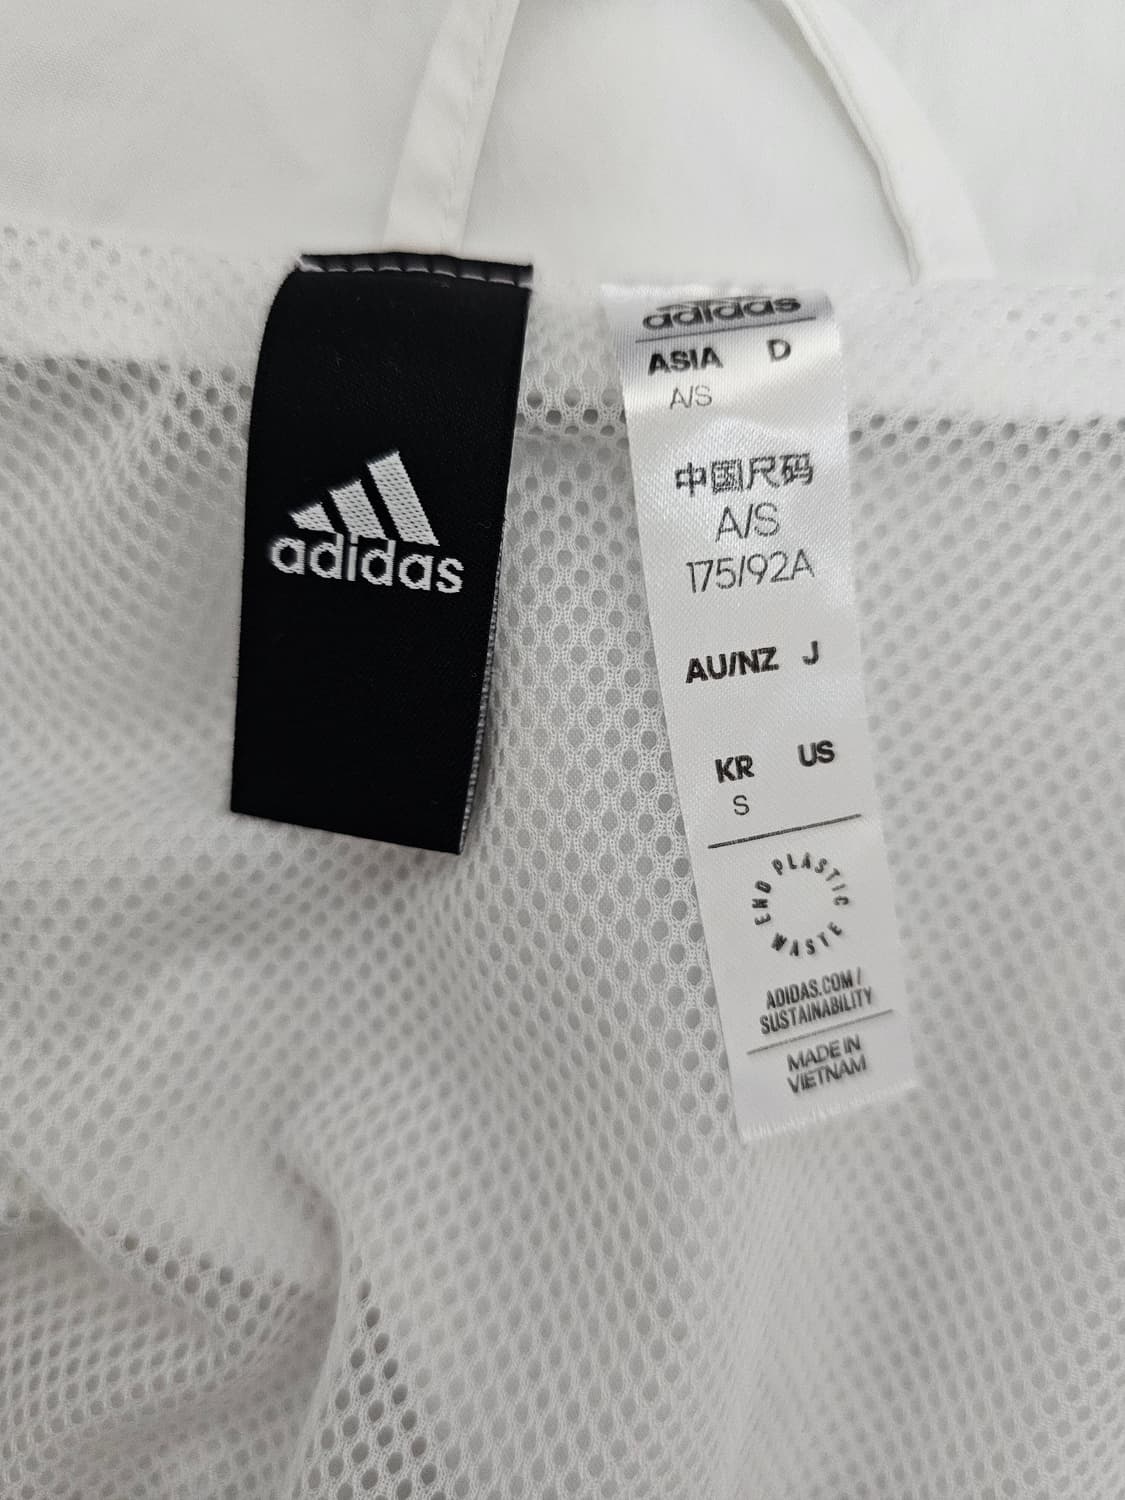 adidas
adidas
ASIA D
A/S
中国尺码
A/S
175/92A
AU/NZ J
KR US
S
END PLASTIC WASTE
ADIDAS.COM/
SUSTAINABILITY
MADE IN
VIETNAM